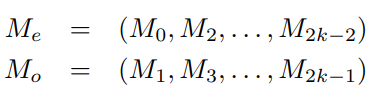 M_e = (M_0, M_2, . . . , M_{2k−2})
M_o = (M_1, M_3, . . . , M_{2k−1})